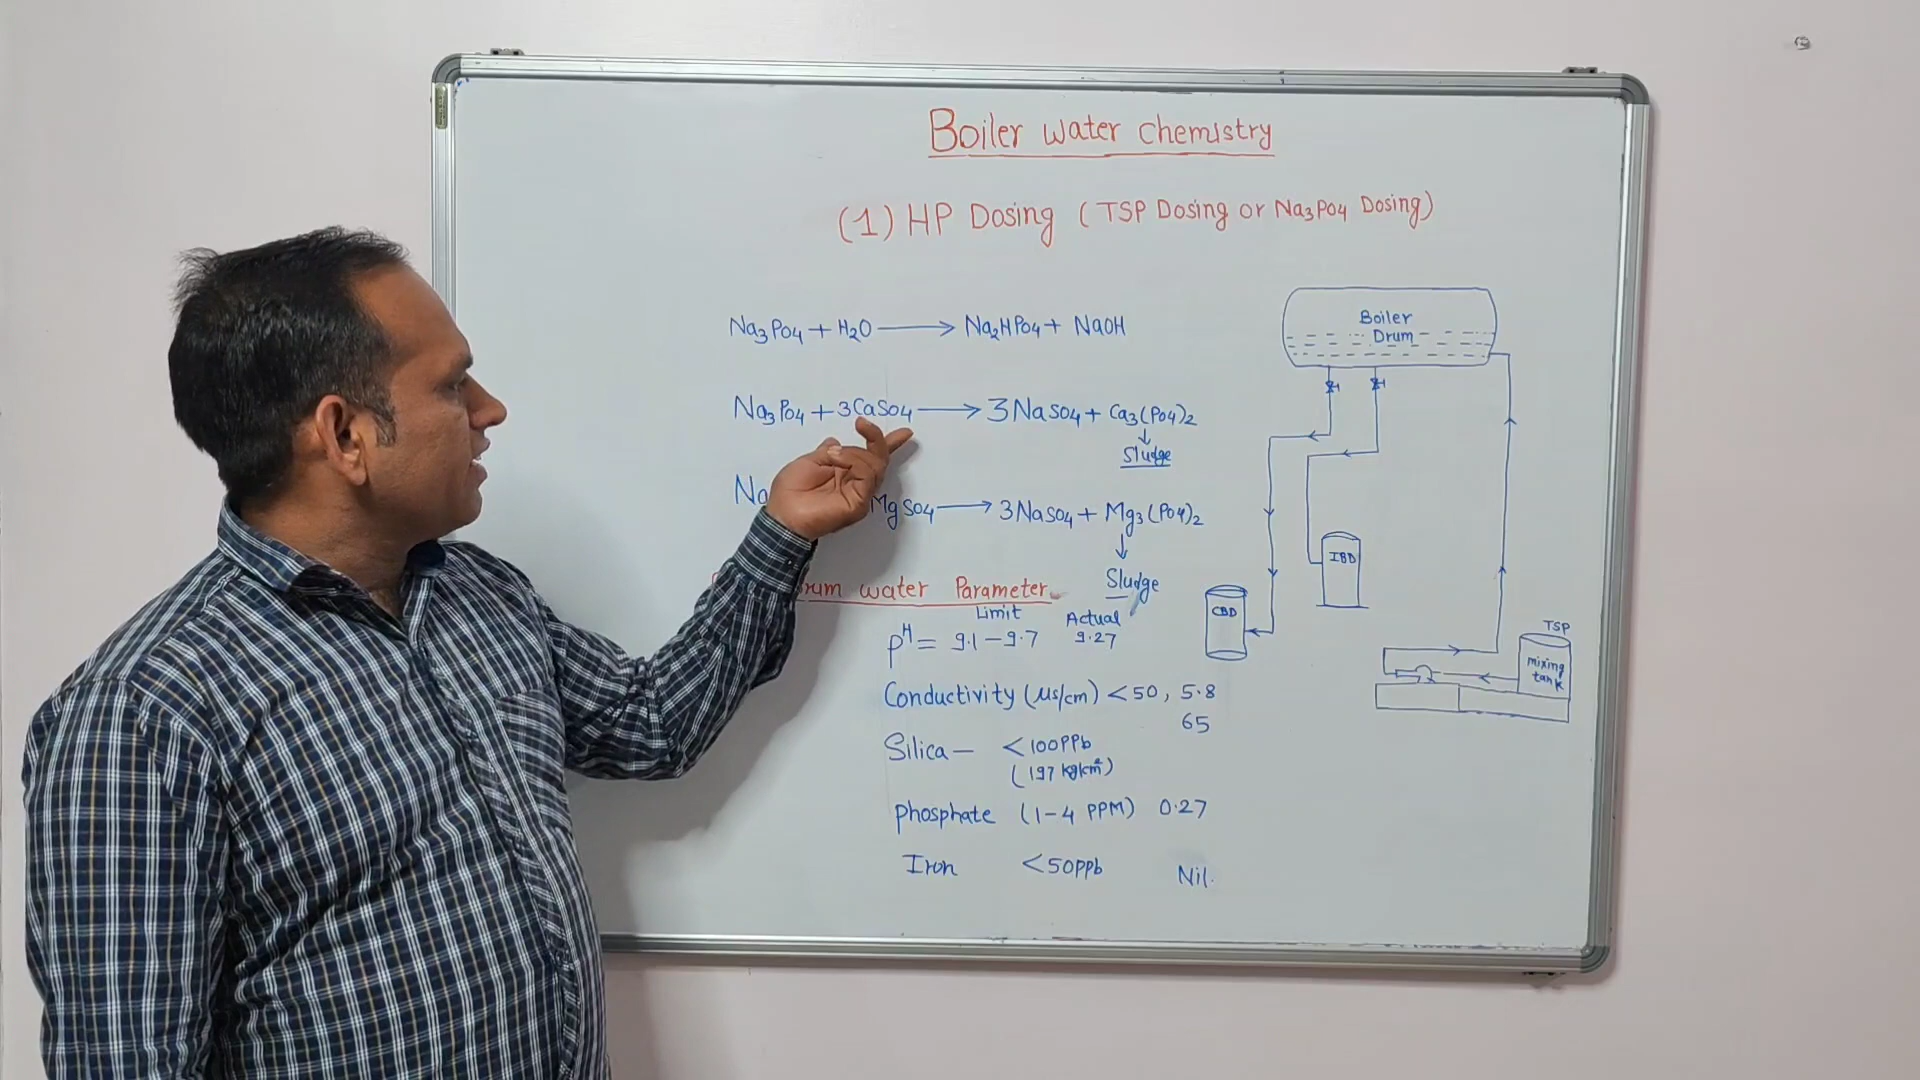 Boiler water chemistry
(1) HP Dosing ( TSP Dosing or Na3PO4 Dosing)
Na3PO4 + H2O ⟶ Na2HPO4 + NaOH
Na3PO4 + 3CaSO4 ⟶ 3NaSO4 + Ca3(PO4)2
↓
Sludge
Na MgSO4 ⟶ 3NaSO4 + Mg3(PO4)2
↓
Sludge
water Parameter
Limit Actual
pH = 9.1 – 9.7 9.27
Conductivity (μs/cm) < 50, 5.8
65
Silica – < 100PPb
(197 kg/cm2)
Phosphate (1–4 PPM) 0.27
Iron < 50PPb Nil.
Boiler
Drum
IBD
CBD
TSP
mixing
tank